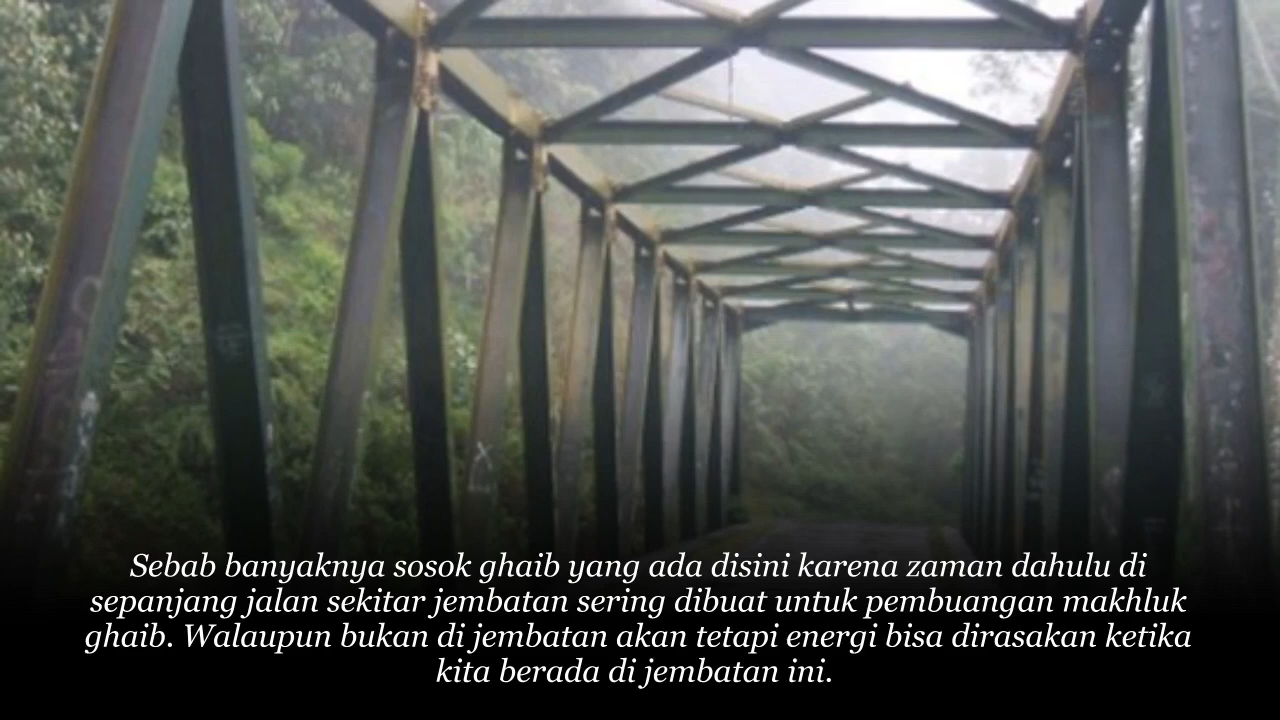 Sebab banyaknya sosok ghaib yang ada disini karena zaman dahulu di
sepanjang jalan sekitar jembatan sering dibuat untuk pembuangan makhluk
ghaib. Walaupun bukan di jembatan akan tetapi energi bisa dirasakan ketika
kita berada di jembatan ini.